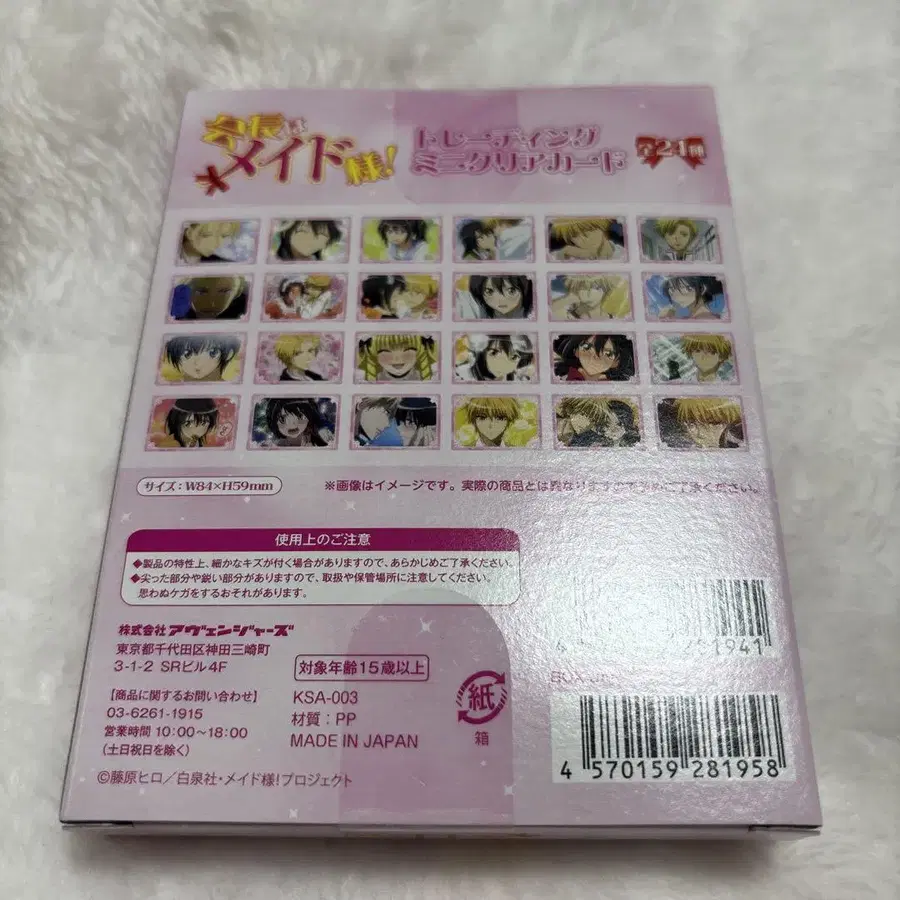 会長は
メイド様!
トレーディング
ミニクリアカード
全24種
サイズ:W84×H59mm
※画像はイメージです。実際の商品とは異なりますので予めご了承ください。
使用上のご注意
◆製品の特性上、細かなキズが付く場合がありますので、あらかじめご了承ください。
◆尖った部分や鋭い部分がありますので、取扱や保管場所に注意してください。
思わぬケガをするおそれがあります。
株式会社アヴェンジャーズ
東京都千代田区神田三崎町
3-1-2 SRビル4F
【商品に関するお問い合わせ】
03-6261-1915
営業時間 10:00~18:00
(土日祝日を除く)
©藤原ヒロ/白泉社・メイド様!プロジェクト
対象年齢15歳以上
KSA-003
材質:PP
MADE IN JAPAN
紙
箱
4 570159 281958